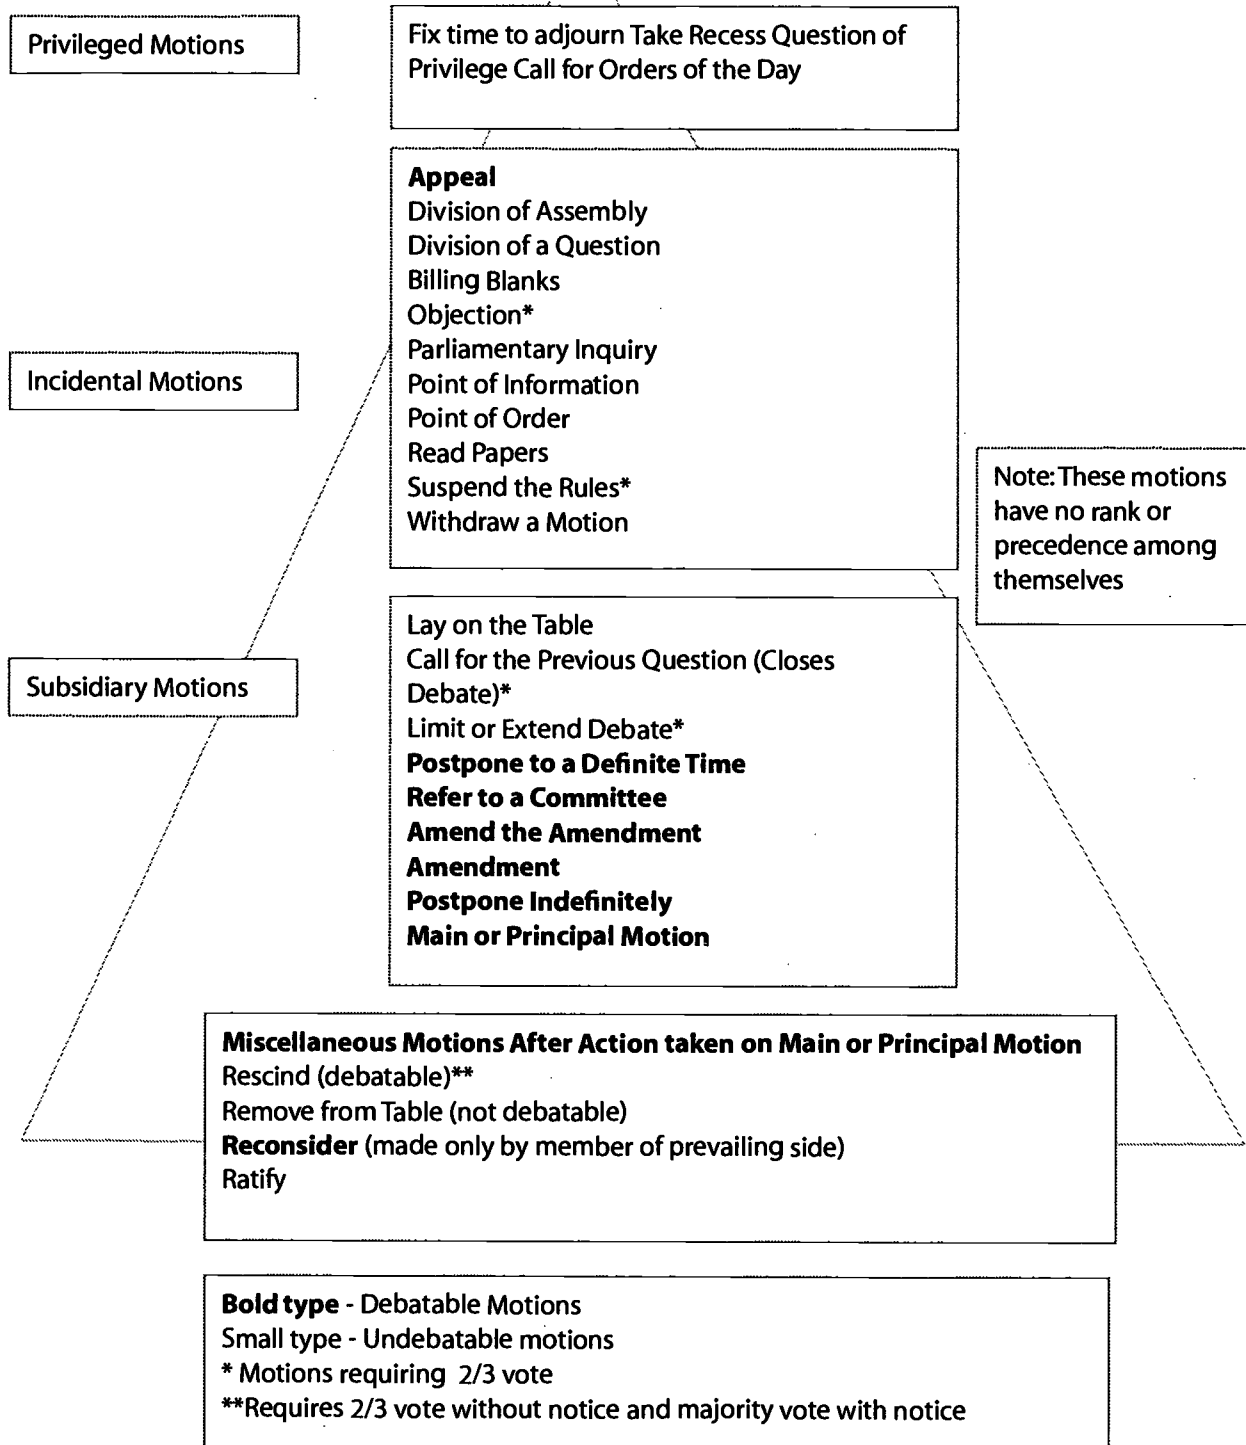 Privileged Motions
Fix time to adjourn Take Recess Question of
Privilege Call for Orders of the Day
Appeal
Division of Assembly
Division of a Question
Billing Blanks
Objection*
Parliamentary Inquiry
Point of Information
Point of Order
Read Papers
Suspend the Rules*
Withdraw a Motion
Incidental Motions
Note: These motions
have no rank or
precedence among
themselves
Subsidiary Motions
Lay on the Table
Call for the Previous Question (Closes
Debate)*
Limit or Extend Debate*
Postpone to a Definite Time
Refer to a Committee
Amend the Amendment
Amendment
Postpone Indefinitely
Main or Principal Motion
Miscellaneous Motions After Action taken on Main or Principal Motion
Rescind (debatable)**
Remove from Table (not debatable)
Reconsider (made only by member of prevailing side)
Ratify
Bold type - Debatable Motions
Small type - Undebatable motions
* Motions requiring 2/3 vote
**Requires 2/3 vote without notice and majority vote with notice